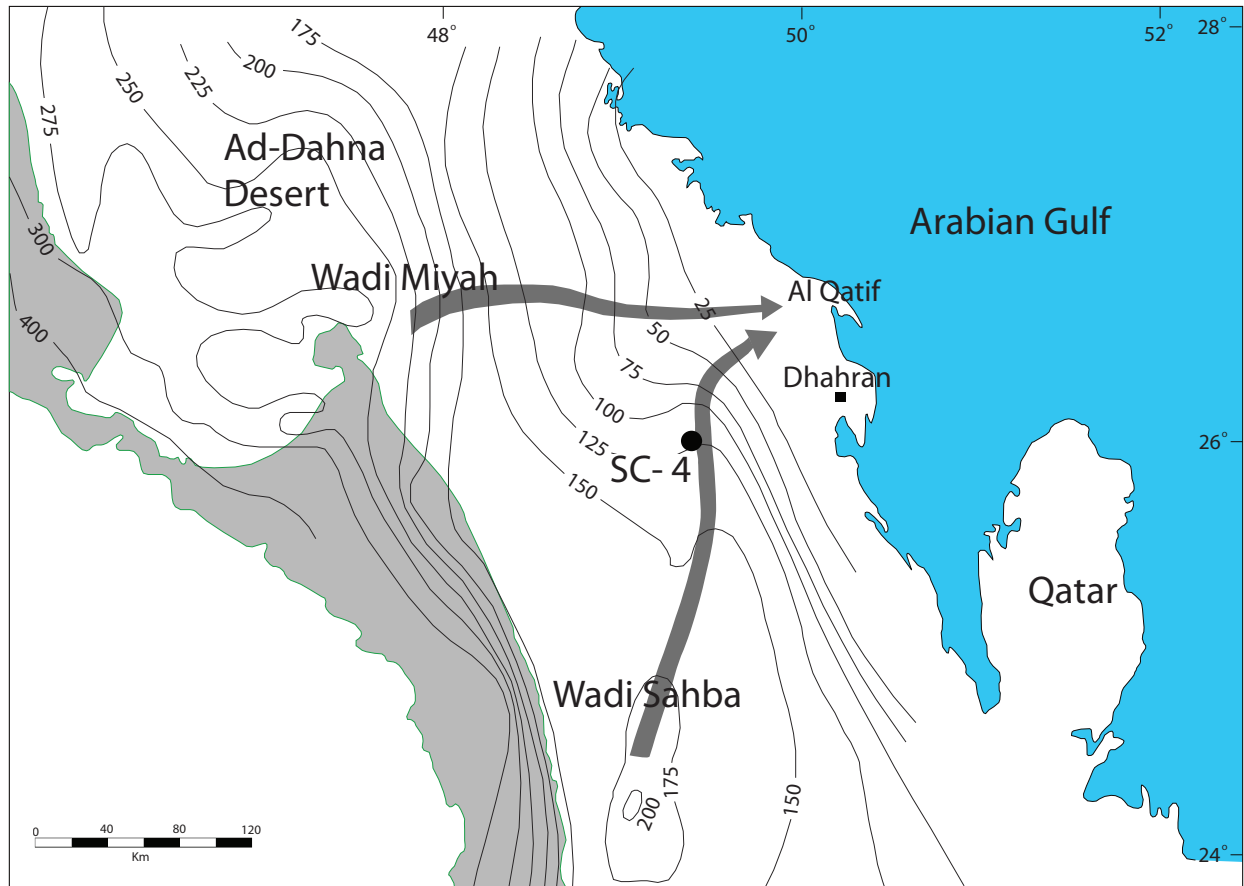 48°
50°
52°
28°
175
200
225
250
275
Ad-Dahna
Desert
Arabian Gulf
300
Wadi Miyah
Al Qatif
25
50
400
75
Dhahran
100
125
26°
SC- 4
150
Qatar
Wadi Sahba
175
150
200
0 40 80 120
Km
24°